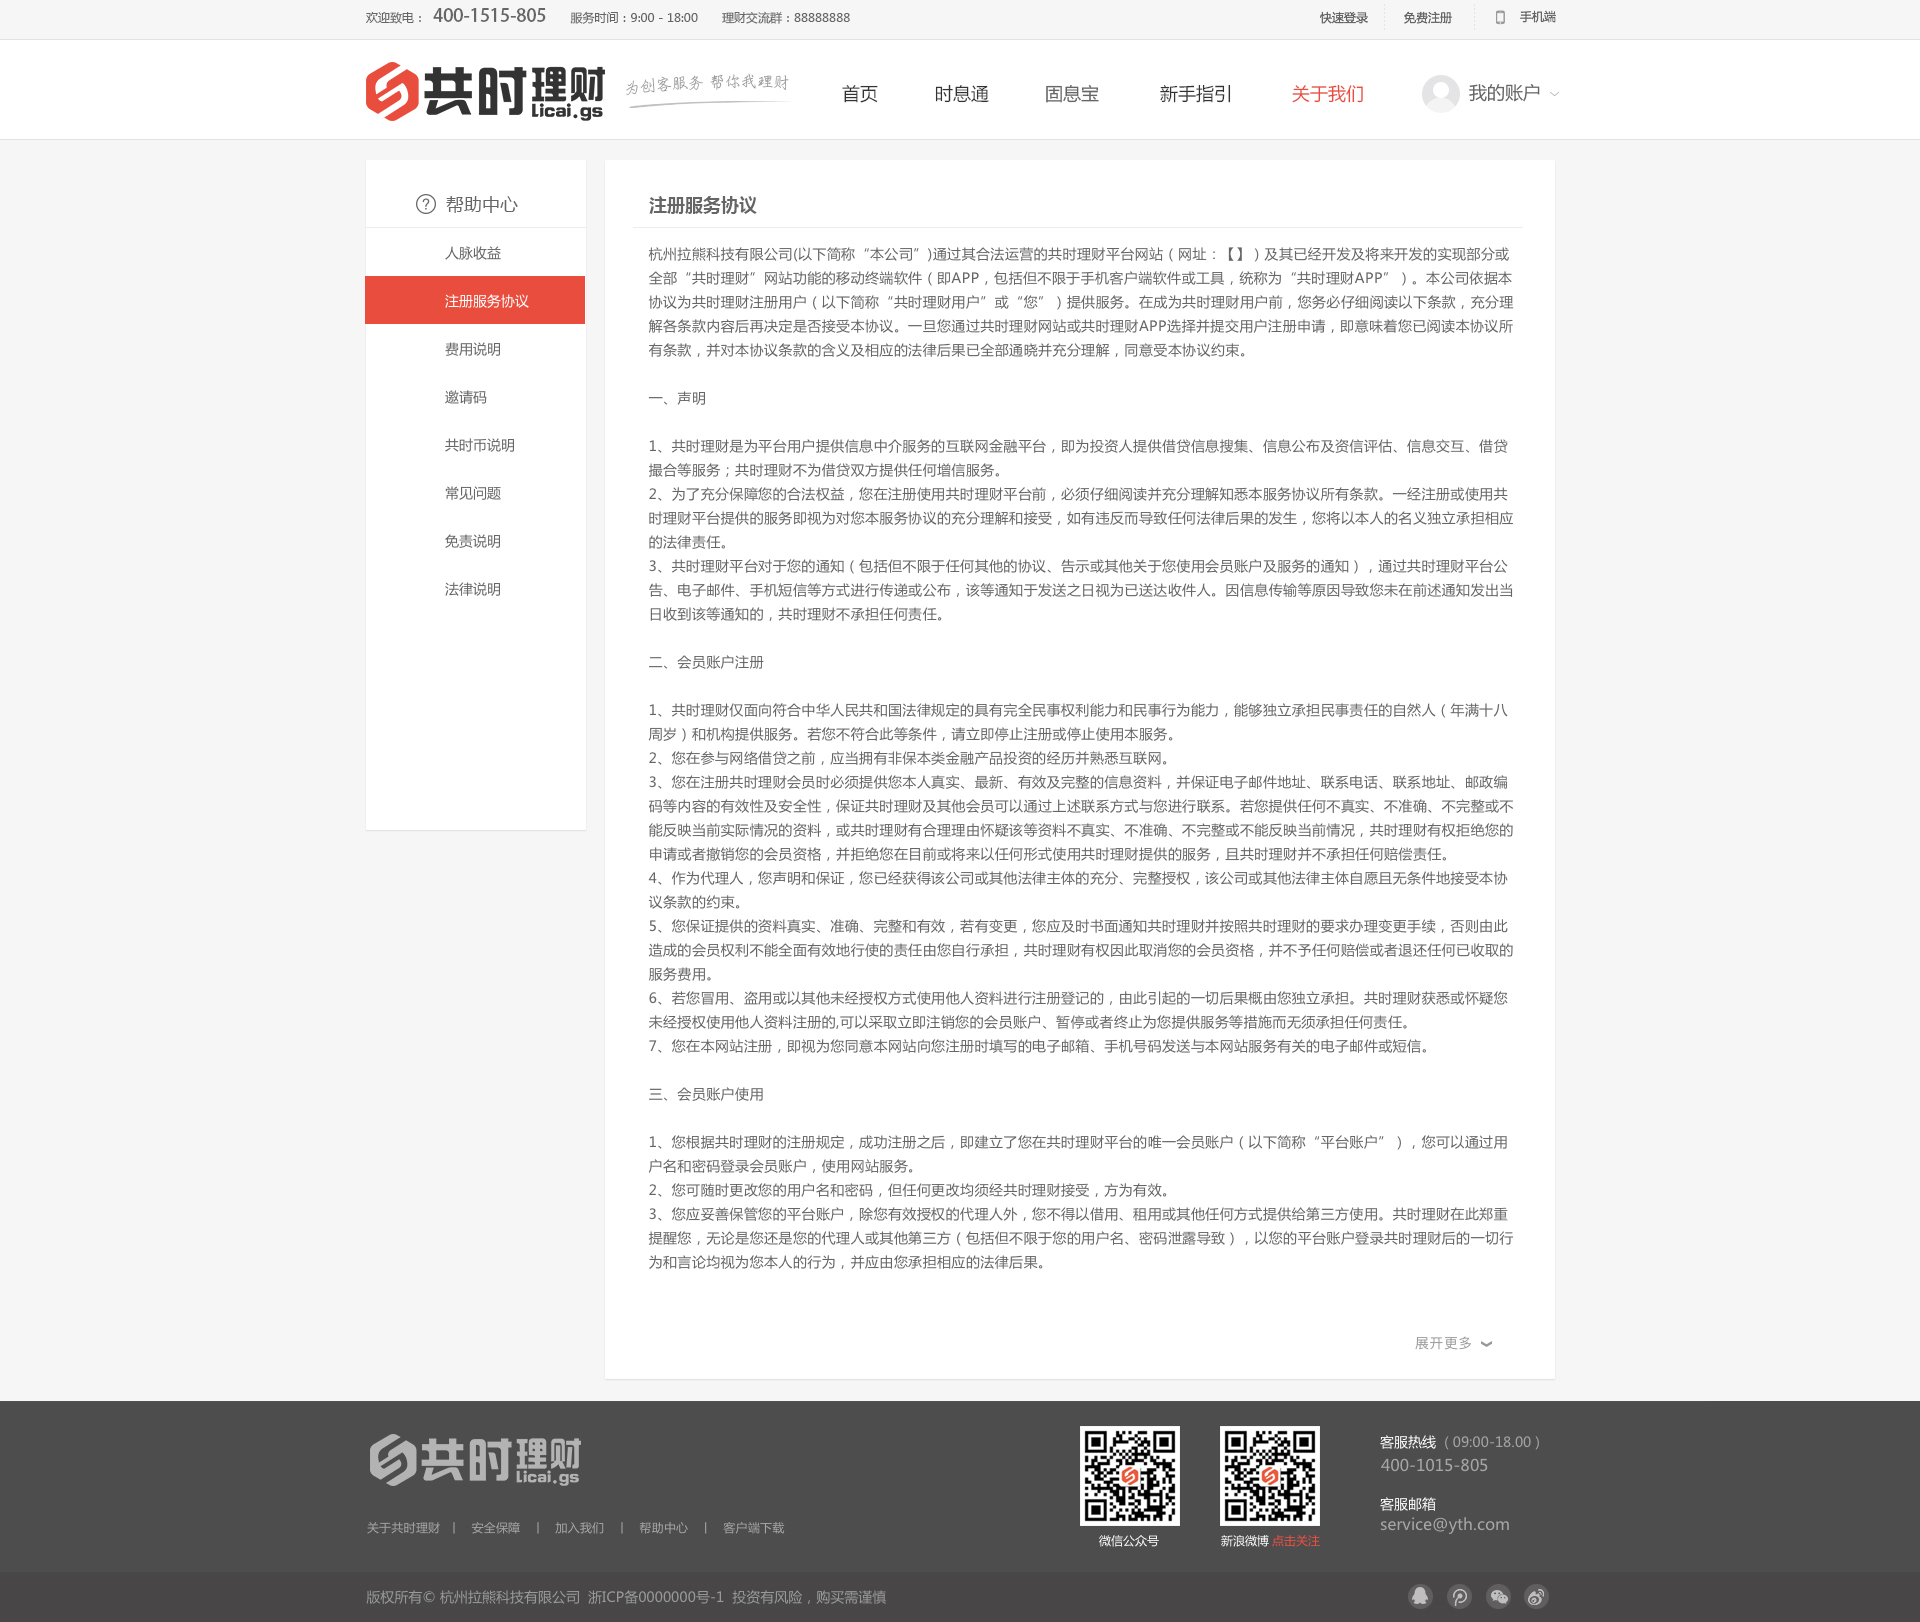 欢迎致电： 400-1515-805 服务时间：9:00 - 18:00 理财交流群：88888888 快速登录 免费注册 手机端
共时理财 Licai.gs 为创客服务 帮你我理财 首页 时息通 固息宝 新手指引 关于我们 我的账户
帮助中心
人脉收益
注册服务协议
费用说明
邀请码
共时币说明
常见问题
免责说明
法律说明
注册服务协议
杭州拉熊科技有限公司(以下简称“本公司”)通过其合法运营的共时理财平台网站（网址：【 】）及其已经开发及将来开发的实现部分或
全部“共时理财”网站功能的移动终端软件（即APP，包括但不限于手机客户端软件或工具，统称为“共时理财APP”）。本公司依据本
协议为共时理财注册用户（以下简称“共时理财用户”或“您”）提供服务。在成为共时理财用户前，您务必仔细阅读以下条款，充分理
解各条款内容后再决定是否接受本协议。一旦您通过共时理财网站或共时理财APP选择并提交用户注册申请，即意味着您已阅读本协议所
有条款，并对本协议条款的含义及相应的法律后果已全部通晓并充分理解，同意受本协议约束。
一、声明
1、共时理财是为平台用户提供信息中介服务的互联网金融平台，即为投资人提供借贷信息搜集、信息公布及资信评估、信息交互、借贷
撮合等服务；共时理财不为借贷双方提供任何增信服务。
2、为了充分保障您的合法权益，您在注册使用共时理财平台前，必须仔细阅读并充分理解知悉本服务协议所有条款。一经注册或使用共
时理财平台提供的服务即视为对您本服务协议的充分理解和接受，如有违反而导致任何法律后果的发生，您将以本人的名义独立承担相应
的法律责任。
3、共时理财平台对于您的通知（包括但不限于任何其他的协议、告示或其他关于您使用会员账户及服务的通知），通过共时理财平台公
告、电子邮件、手机短信等方式进行传递或公布，该等通知于发送之日视为已送达收件人。因信息传输等原因导致您未在前述通知发出当
日收到该等通知的，共时理财不承担任何责任。
二、会员账户注册
1、共时理财仅面向符合中华人民共和国法律规定的具有完全民事权利能力和民事行为能力，能够独立承担民事责任的自然人（年满十八
周岁）和机构提供服务。若您不符合此等条件，请立即停止注册或停止使用本服务。
2、您在参与网络借贷之前，应当拥有非保本类金融产品投资的经历并熟悉互联网。
3、您在注册共时理财会员时必须提供您本人真实、最新、有效及完整的信息资料，并保证电子邮件地址、联系电话、联系地址、邮政编
码等内容的有效性及安全性，保证共时理财及其他会员可以通过上述联系方式与您进行联系。若您提供任何不真实、不准确、不完整或不
能反映当前实际情况的资料，或共时理财有合理理由怀疑该等资料不真实、不准确、不完整或不能反映当前情况，共时理财有权拒绝您的
申请或者撤销您的会员资格，并拒绝您在目前或将来以任何形式使用共时理财提供的服务，且共时理财并不承担任何赔偿责任。
4、作为代理人，您声明和保证，您已经获得该公司或其他法律主体的充分、完整授权，该公司或其他法律主体自愿且无条件地接受本协
议条款的约束。
5、您保证提供的资料真实、准确、完整和有效，若有变更，您应及时书面通知共时理财并按照共时理财的要求办理变更手续，否则由此
造成的会员权利不能全面有效地行使的责任由您自行承担，共时理财有权因此取消您的会员资格，并不予任何赔偿或者退还任何已收取的
服务费用。
6、若您冒用、盗用或以其他未经授权方式使用他人资料进行注册登记的，由此引起的一切后果概由您独立承担。共时理财获悉或怀疑您
未经授权使用他人资料注册的,可以采取立即注销您的会员账户、暂停或者终止为您提供服务等措施而无须承担任何责任。
7、您在本网站注册，即视为您同意本网站向您注册时填写的电子邮箱、手机号码发送与本网站服务有关的电子邮件或短信。
三、会员账户使用
1、您根据共时理财的注册规定，成功注册之后，即建立了您在共时理财平台的唯一会员账户（以下简称“平台账户”），您可以通过用
户名和密码登录会员账户，使用网站服务。
2、您可随时更改您的用户名和密码，但任何更改均须经共时理财接受，方为有效。
3、您应妥善保管您的平台账户，除您有效授权的代理人外，您不得以借用、租用或其他任何方式提供给第三方使用。共时理财在此郑重
提醒您，无论是您还是您的代理人或其他第三方（包括但不限于您的用户名、密码泄露导致），以您的平台账户登录共时理财后的一切行
为和言论均视为您本人的行为，并应由您承担相应的法律后果。
展开更多
共时理财 Licai.gs
关于共时理财 | 安全保障 | 加入我们 | 帮助中心 | 客户端下载
微信公众号
新浪微博 点击关注
客服热线（09:00-18.00）
400-1015-805
客服邮箱
service@yth.com
版权所有© 杭州拉熊科技有限公司 浙ICP备0000000号-1 投资有风险，购买需谨慎